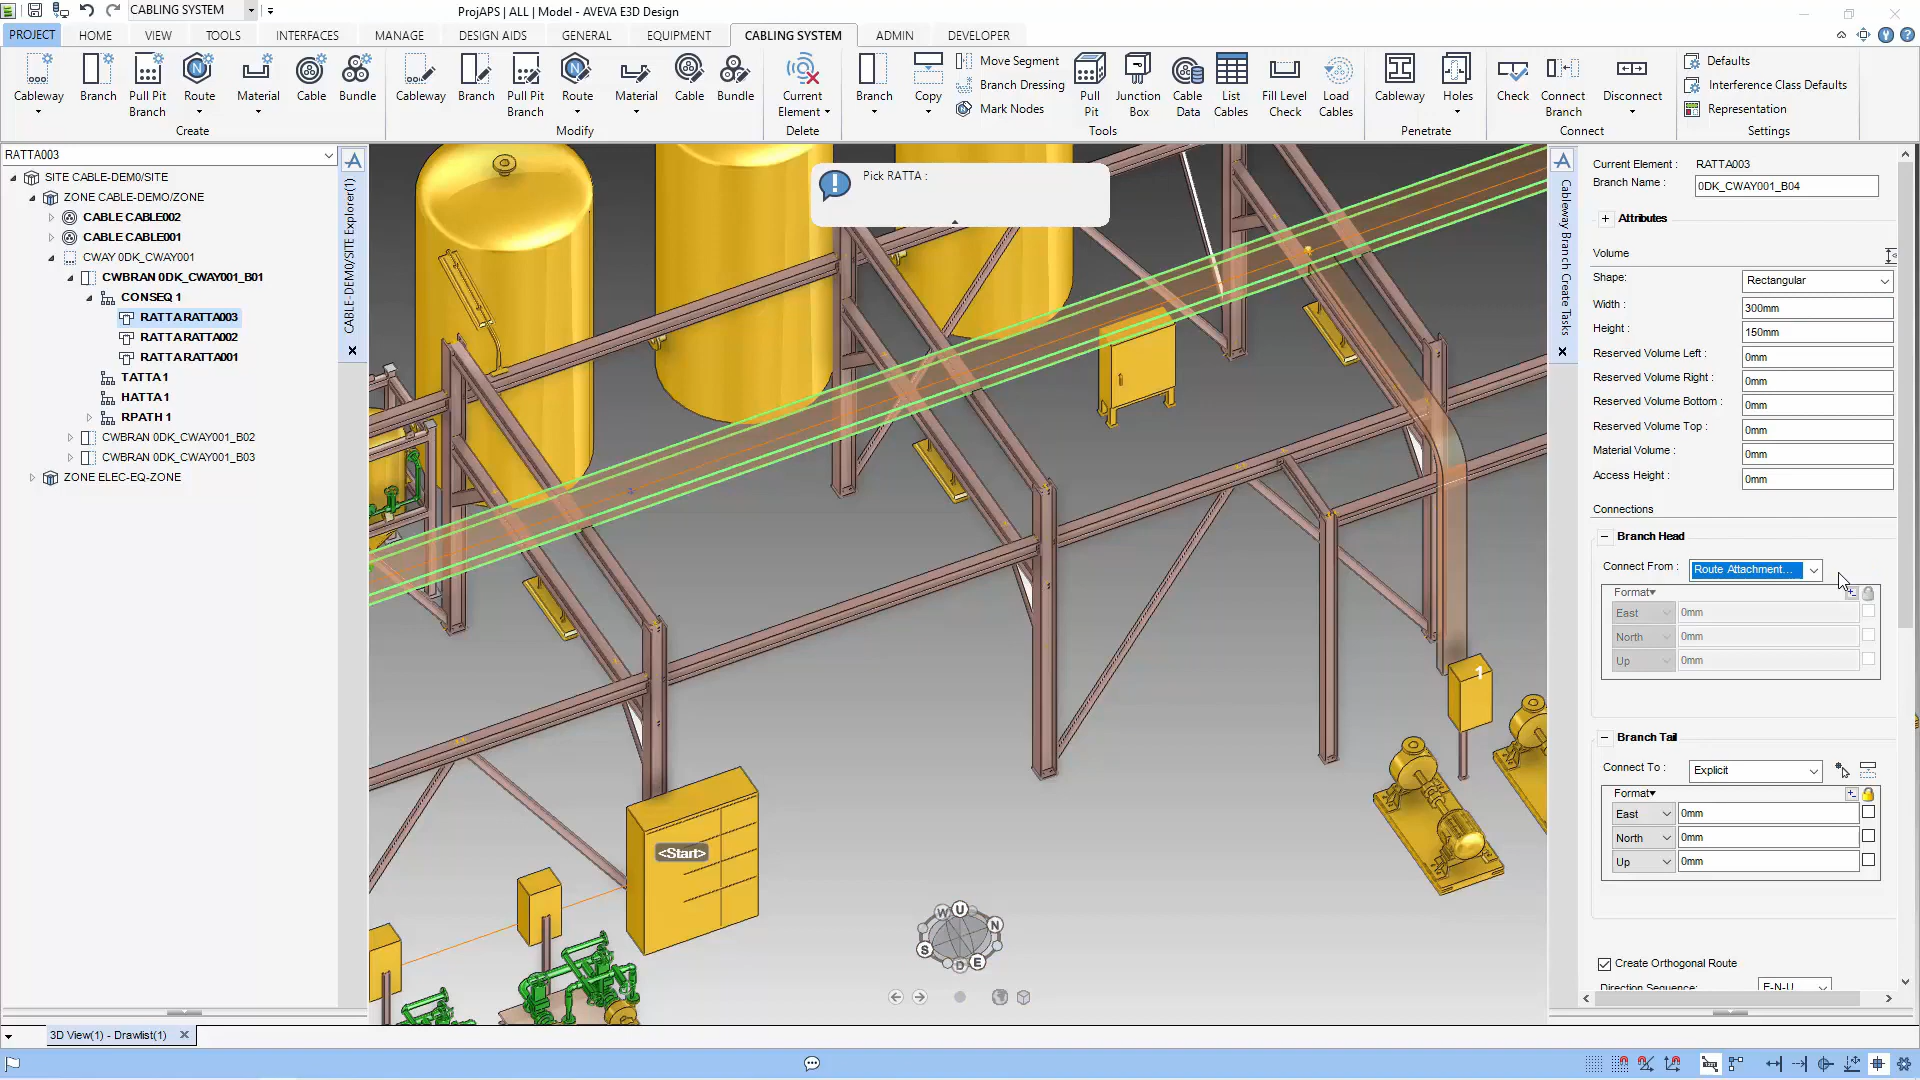 CABLING SYSTEM
ProjAPS | ALL | Model - AVEVA E3D Design
PROJECT HOME VIEW TOOLS INTERFACES MANAGE DESIGN AIDS GENERAL EQUIPMENT CABLING SYSTEM ADMIN DEVELOPER
Cableway Branch Pull Pit Branch Route Material Cable Bundle
Create
Cableway Branch Pull Pit Branch Route Material Cable Bundle
Modify
Current Element
Delete
Branch Copy Move Segment
Branch Dressing
Mark Nodes
Pull Pit Junction Box Cable Data List Cables Fill Level Check Load Cables
Tools
Cableway Holes
Penetrate
Check Connect Branch Disconnect
Connect
Defaults
Interference Class Defaults
Representation
Settings
RATTA003
SITE CABLE-DEM0/SITE
ZONE CABLE-DEMO/ZONE
CABLE CABLE002
CABLE CABLE001
CWAY 0DK_CWAY001
CWBRAN 0DK_CWAY001_B01
CONSEQ 1
RATTA RATTA003
RATTA RATTA002
RATTA RATTA001
TATTA 1
HATTA 1
RPATH 1
CWBRAN 0DK_CWAY001_B02
CWBRAN 0DK_CWAY001_B03
ZONE ELEC-EQ-ZONE
CABLE-DEM0/SITE Explorer(1)
Pick RATTA :
1
<Start>
W U N S D E
Cableway Branch Create Tasks
Current Element : RATTA003
Branch Name : 0DK_CWAY001_B04
Attributes
Volume
Shape: Rectangular
Width : 300mm
Height : 150mm
Reserved Volume Left : 0mm
Reserved Volume Right : 0mm
Reserved Volume Bottom : 0mm
Reserved Volume Top : 0mm
Material Volume : 0mm
Access Height : 0mm
Connections
Branch Head
Connect From : Route Attachment...
Format
East 0mm
North 0mm
Up 0mm
Branch Tail
Connect To : Explicit
Format
East 0mm
North 0mm
Up 0mm
Create Orthogonal Route
Direction Sequence: E-N-U
3D View(1) - Drawlist(1)